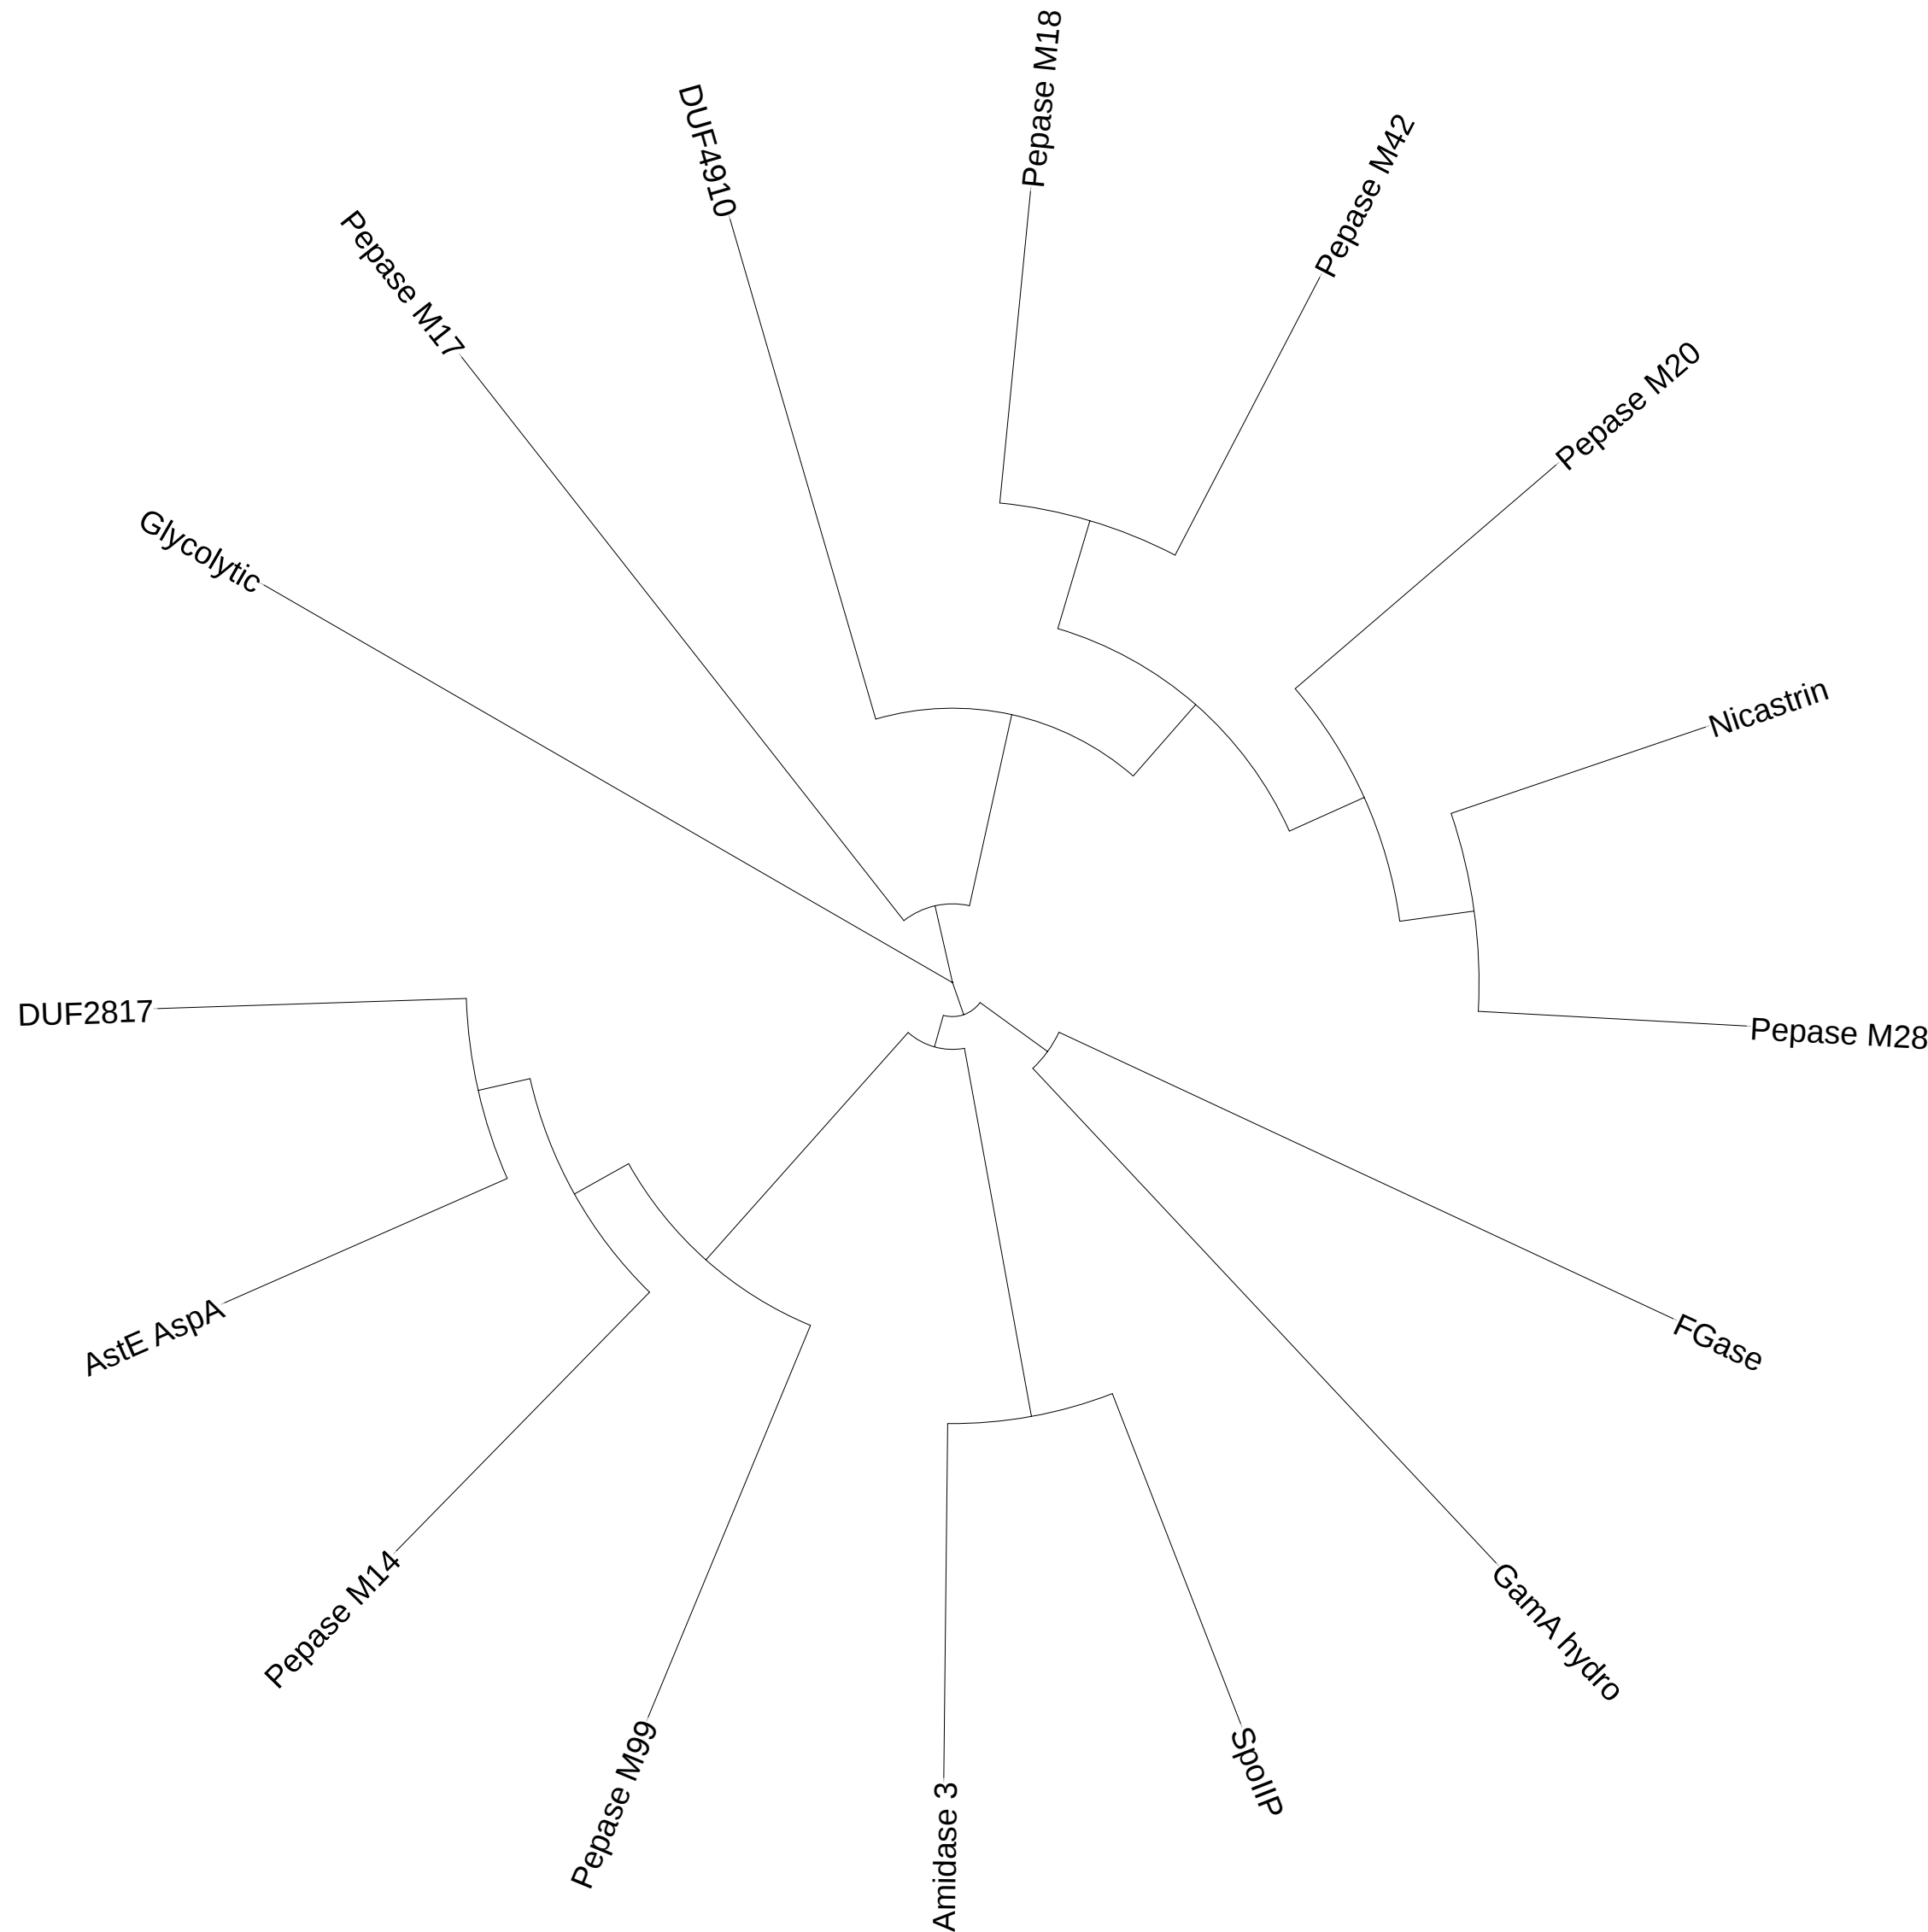 Pepase M18
DUF4910
Pepase M42
Pepase M17
Pepase M20
Glycolytic
Nicastrin
DUF2817
Pepase M28
AstE AspA
FGase
Pepase M14
GamA hydro
Pepase M99
SpoIIP
Amidase 3